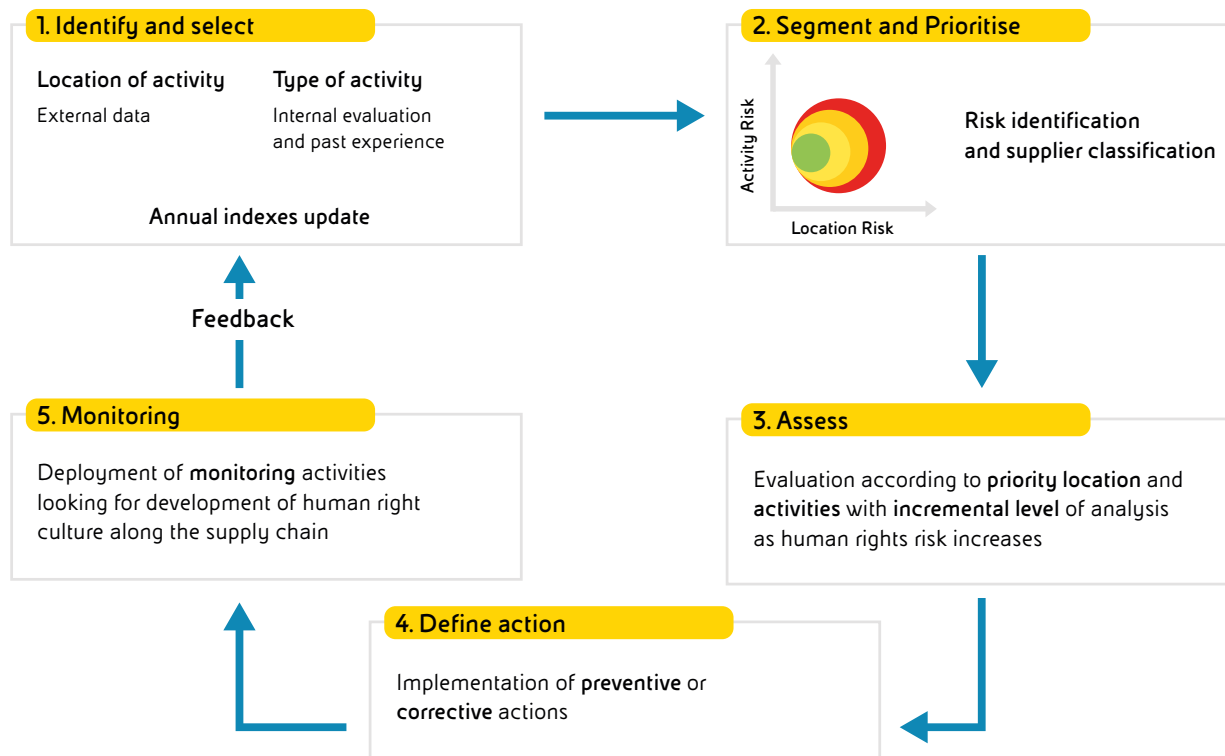 1. Identify and select
Location of activity
External data
Type of activity
Internal evaluation
and past experience
Annual indexes update
2. Segment and Prioritise
Activity Risk
Location Risk
Risk identification
and supplier classification
3. Assess
Evaluation according to priority location and
activities with incremental level of analysis
as human rights risk increases
4. Define action
Implementation of preventive or
corrective actions
5. Monitoring
Deployment of monitoring activities
looking for development of human right
culture along the supply chain
Feedback